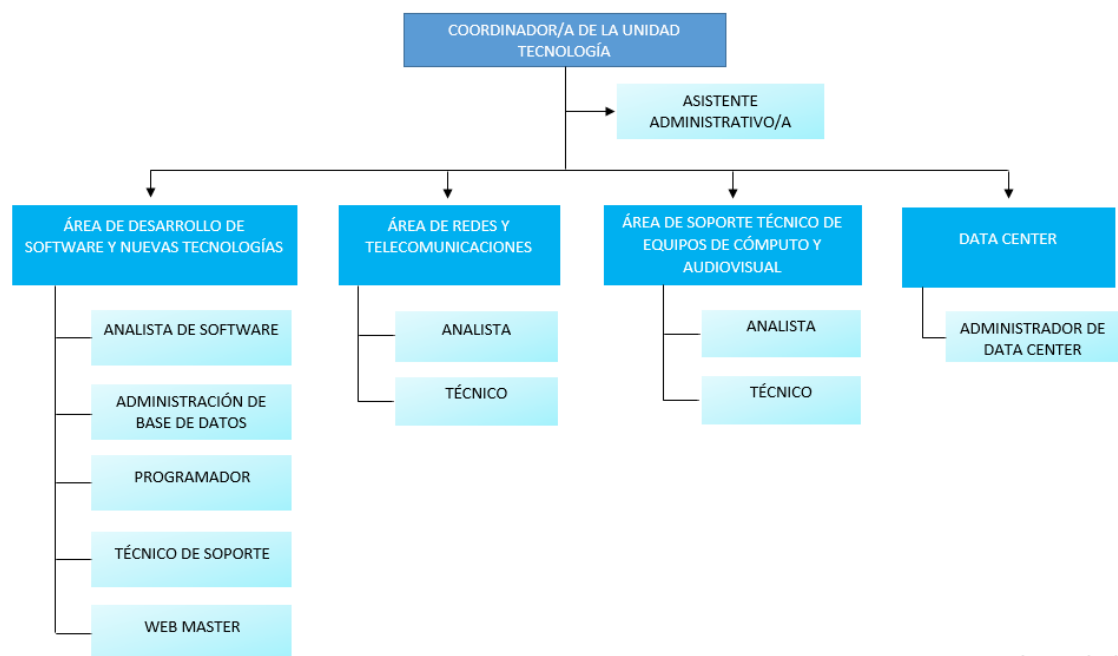 COORDINADOR/A DE LA UNIDAD
TECNOLOGÍA
ASISTENTE
ADMINISTRATIVO/A
ÁREA DE DESARROLLO DE
SOFTWARE Y NUEVAS TECNOLOGÍAS
ANALISTA DE SOFTWARE
ADMINISTRACIÓN DE
BASE DE DATOS
PROGRAMADOR
TÉCNICO DE SOPORTE
WEB MASTER
ÁREA DE REDES Y
TELECOMUNICACIONES
ANALISTA
TÉCNICO
ÁREA DE SOPORTE TÉCNICO DE
EQUIPOS DE CÓMPUTO Y
AUDIOVISUAL
ANALISTA
TÉCNICO
DATA CENTER
ADMINISTRADOR DE
DATA CENTER